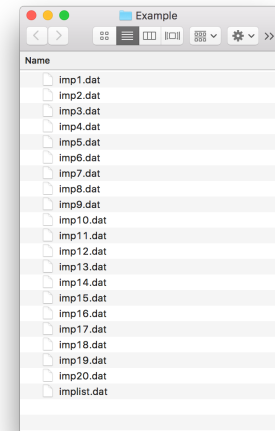 Example
Name
imp1.dat
imp2.dat
imp3.dat
imp4.dat
imp5.dat
imp6.dat
imp7.dat
imp8.dat
imp9.dat
imp10.dat
imp11.dat
imp12.dat
imp13.dat
imp14.dat
imp15.dat
imp16.dat
imp17.dat
imp18.dat
imp19.dat
imp20.dat
implist.dat